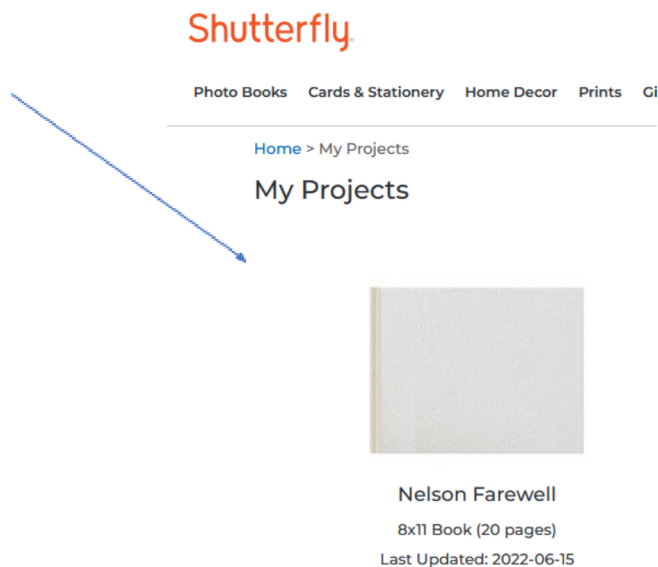 Shutterfly.
Photo Books Cards & Stationery Home Decor Prints
Home > My Projects
My Projects
Nelson Farewell
8x11 Book (20 pages)
Last Updated: 2022-06-15